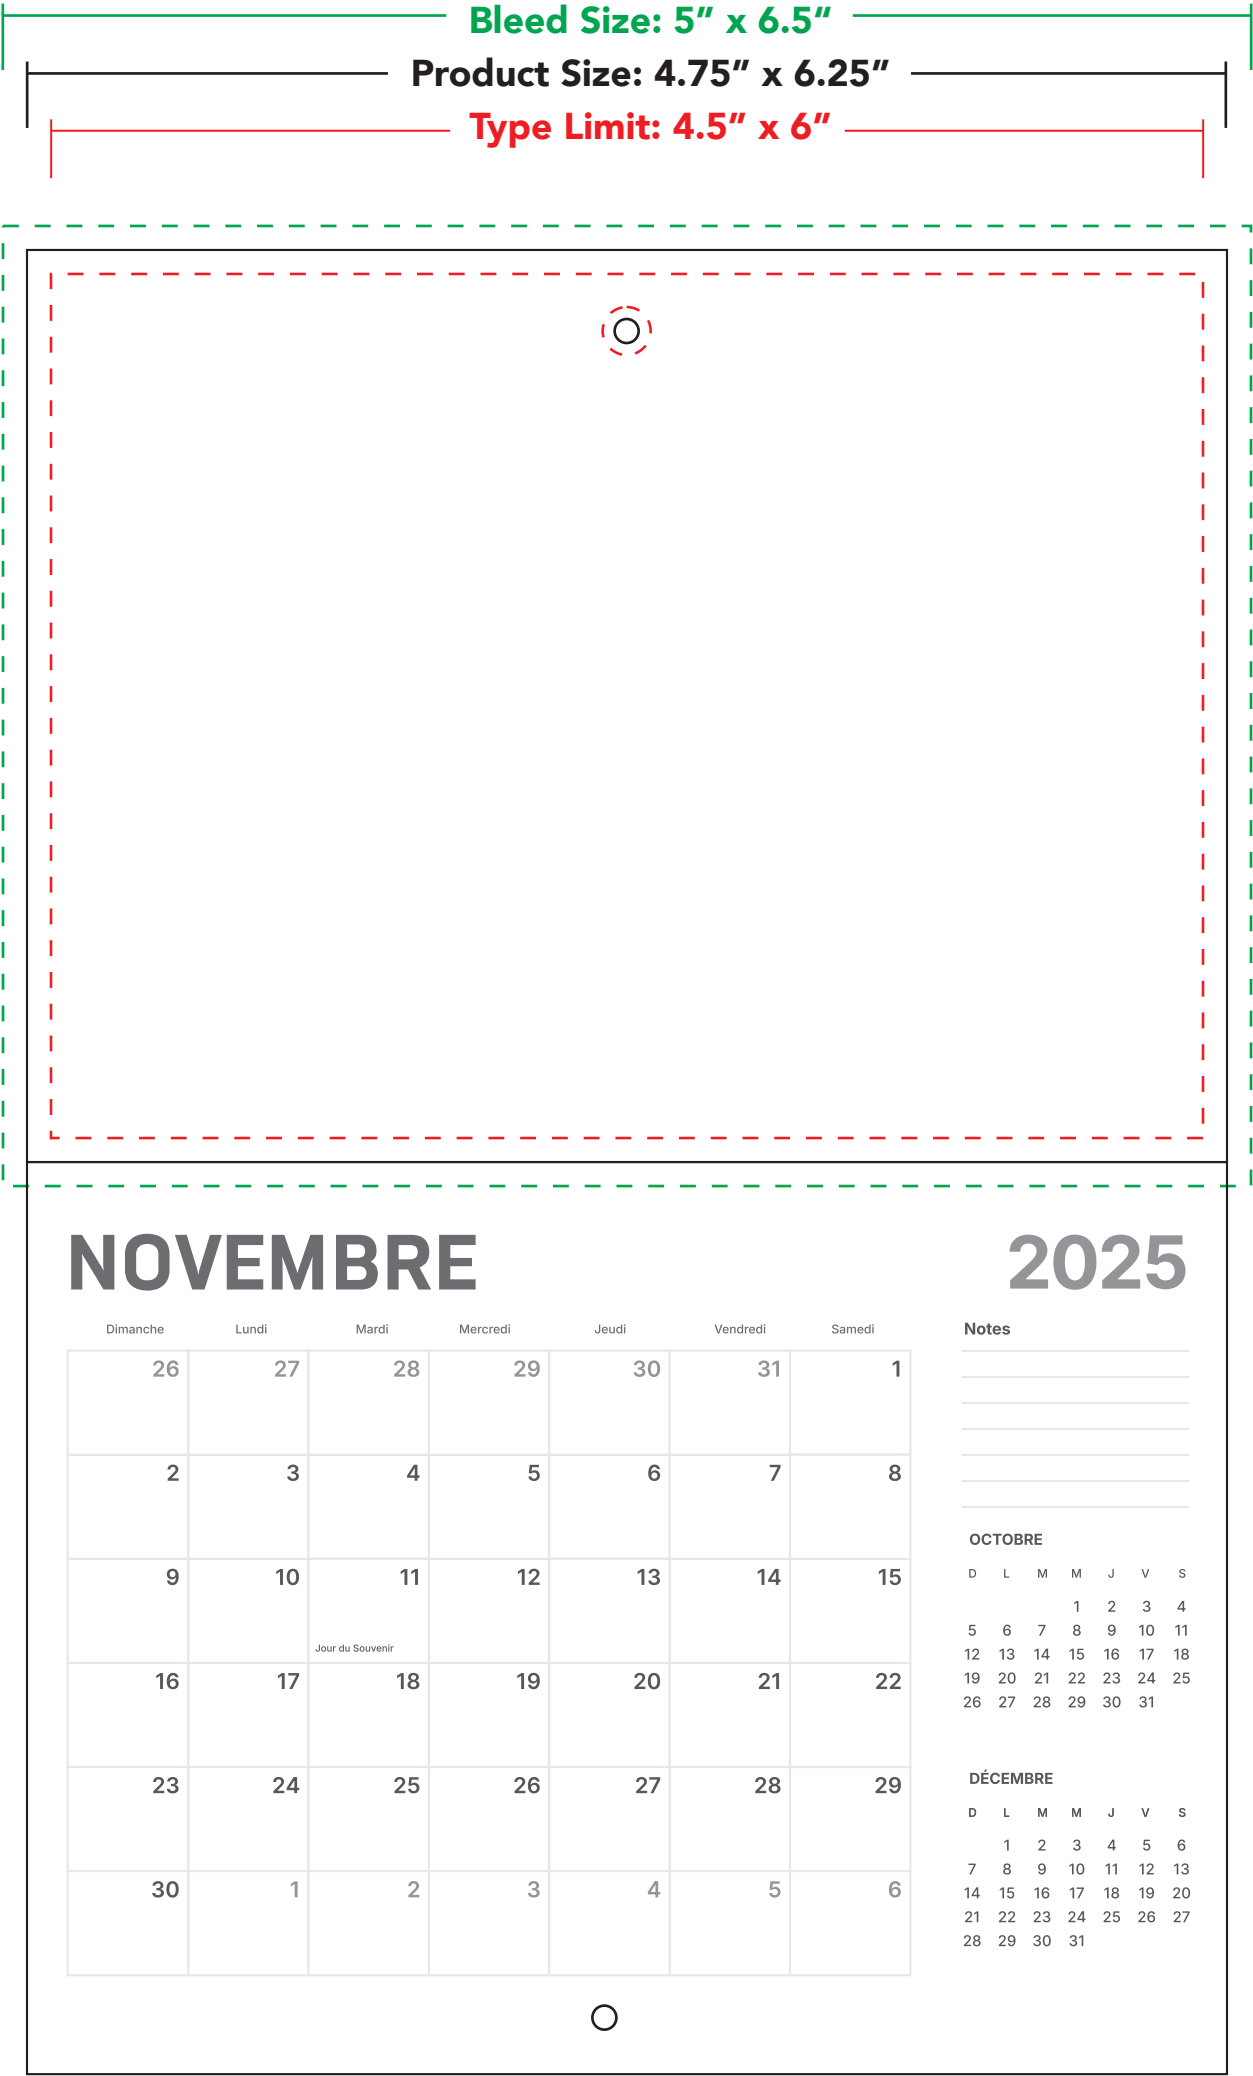 Bleed Size: 5” x 6.5”
Product Size: 4.75” x 6.25”
Type Limit: 4.5” x 6”
NOVEMBRE 2025
Dimanche Lundi Mardi Mercredi Jeudi Vendredi Samedi
26 27 28 29 30 31 1
2 3 4 5 6 7 8
9 10 11 12 13 14 15
Jour du Souvenir
16 17 18 19 20 21 22
23 24 25 26 27 28 29
30 1 2 3 4 5 6
Notes
OCTOBRE
D L M M J V S
1 2 3 4
5 6 7 8 9 10 11
12 13 14 15 16 17 18
19 20 21 22 23 24 25
26 27 28 29 30 31
DÉCEMBRE
D L M M J V S
1 2 3 4 5 6
7 8 9 10 11 12 13
14 15 16 17 18 19 20
21 22 23 24 25 26 27
28 29 30 31